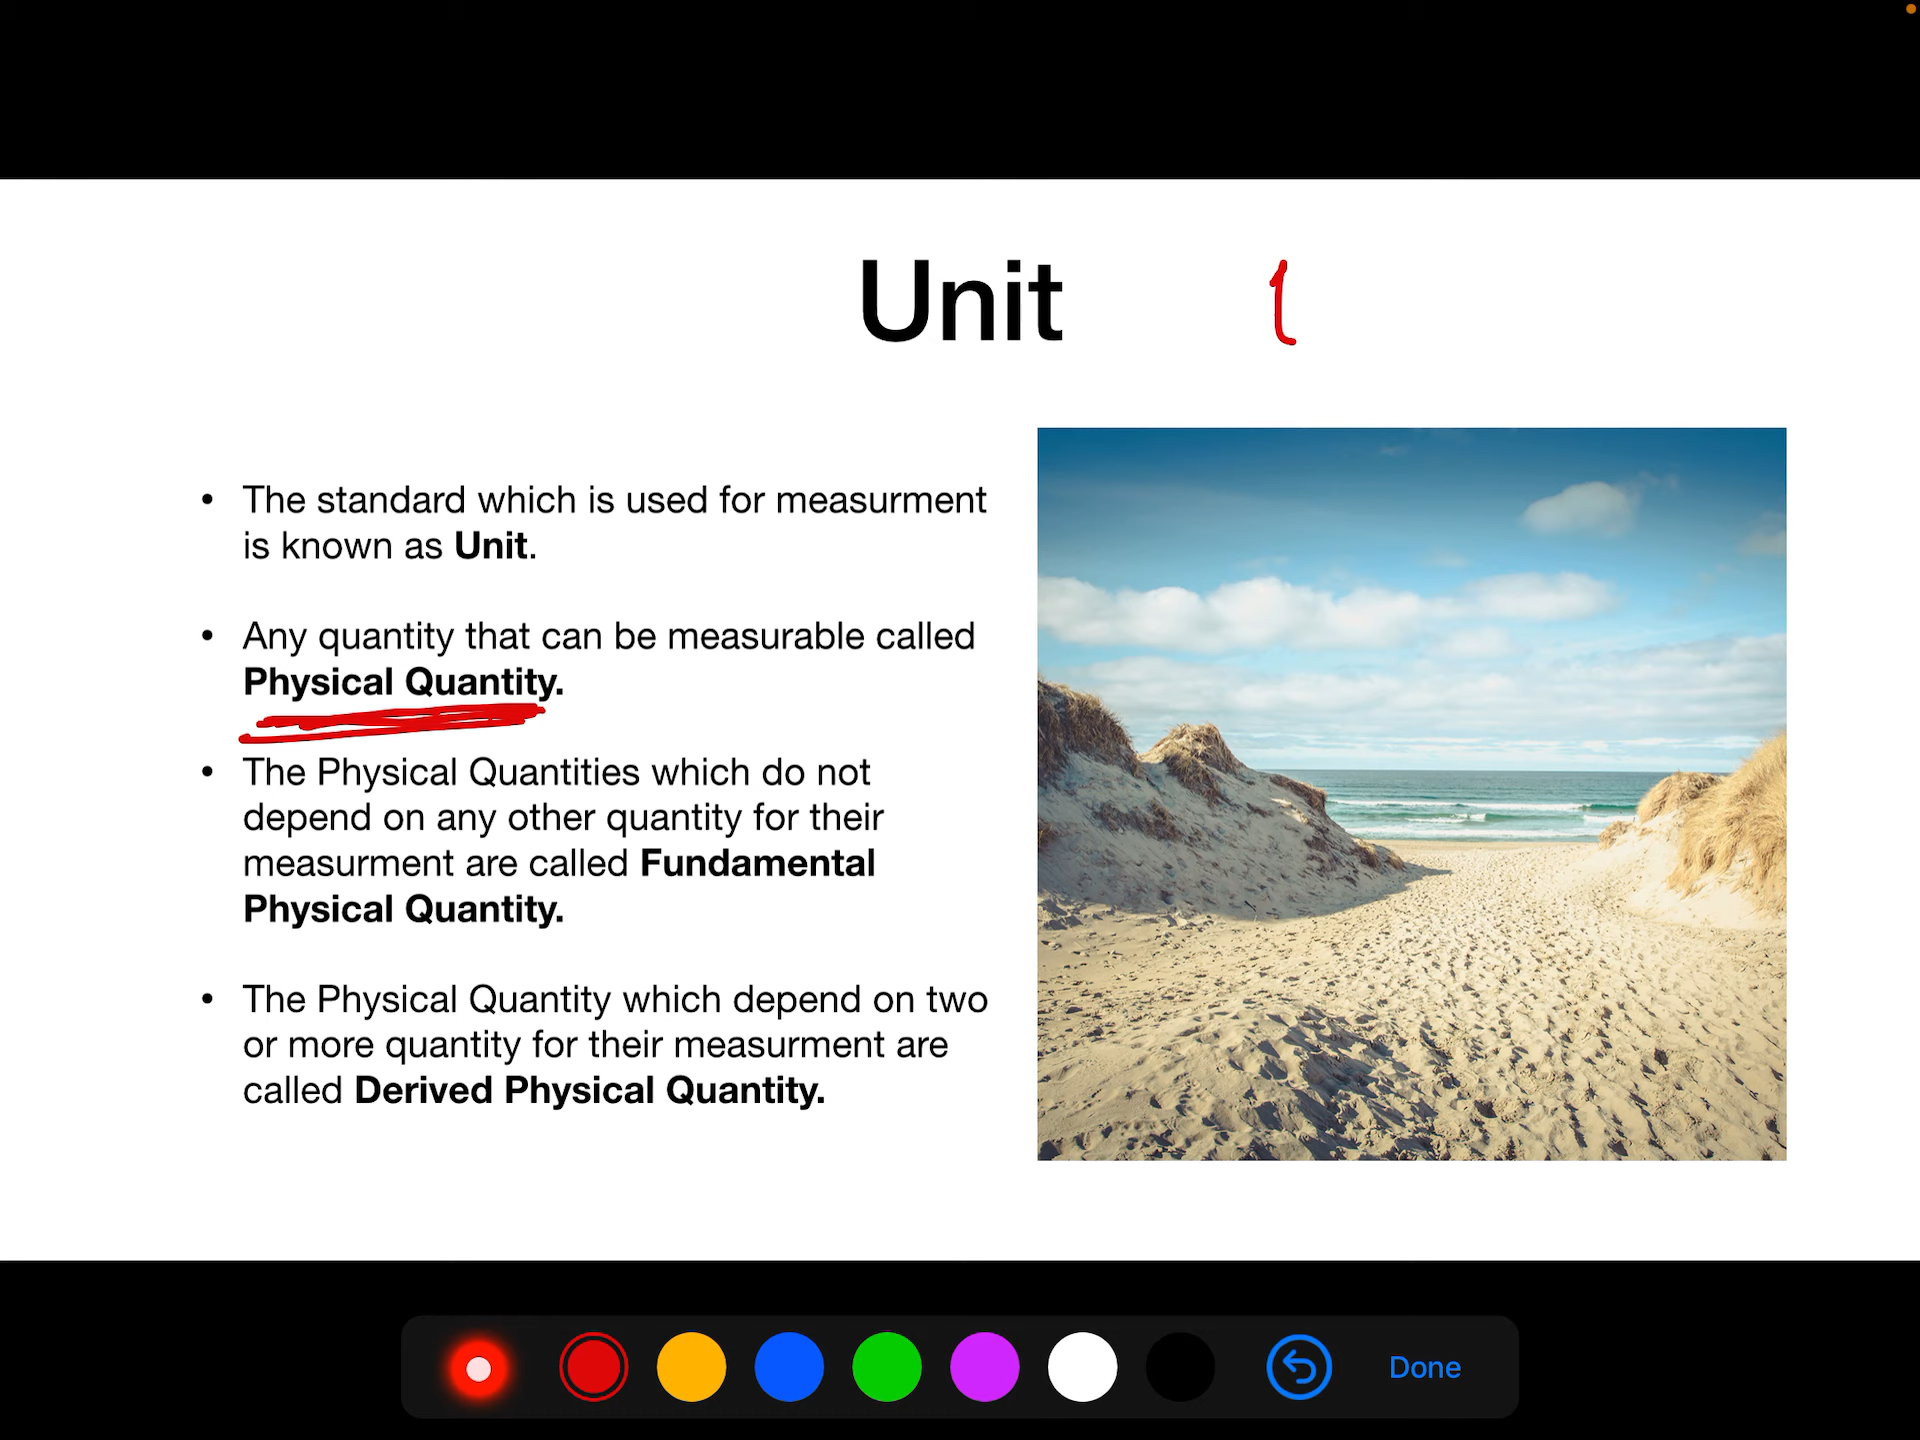 Unit
• The standard which is used for measurment
is known as Unit.
• Any quantity that can be measurable called
Physical Quantity.
• The Physical Quantities which do not
depend on any other quantity for their
measurment are called Fundamental
Physical Quantity.
• The Physical Quantity which depend on two
or more quantity for their measurment are
called Derived Physical Quantity.
Done